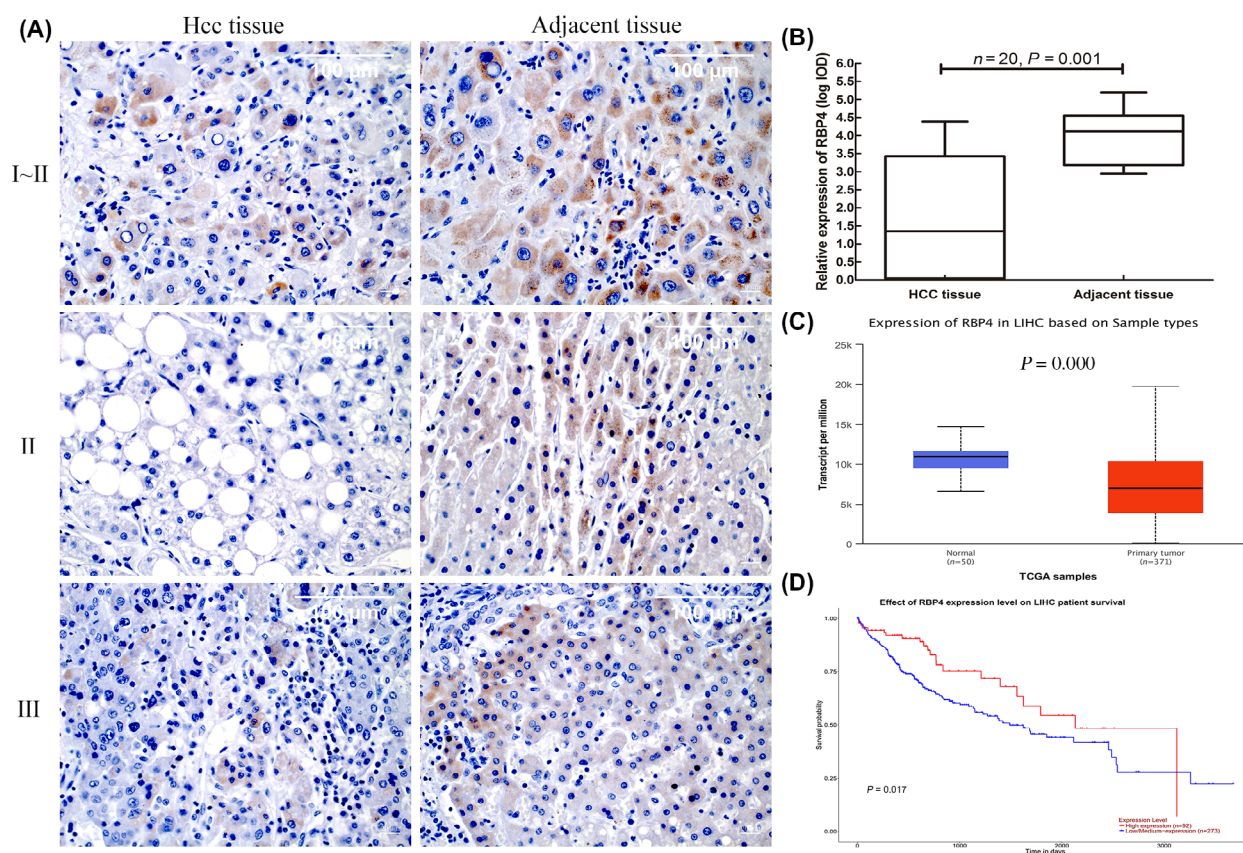 (A)
Hcc tissue
Adjacent tissue
I~II
100 μm
100 μm
II
100 μm
100 μm
III
100 μm
100 μm
(B)
n=20, P=0.001
Relative expression of RBP4 (log IOD)
6.0
5.5
5.0
4.5
4.0
3.5
3.0
2.5
2.0
1.5
1.0
0.5
0.0
HCC tissue
Adjacent tissue
(C)
Expression of RBP4 in LIHC based on Sample types
P = 0.000
Transcript per million
25k
20k
15k
10k
5k
0
Normal
(n=50)
Primary tumor
(n=371)
TCGA samples
(D)
Effect of RBP4 expression level on LIHC patient survival
Survival probability
1.00
0.75
0.50
0.25
0.00
P = 0.017
Expression Level
High expression (n=92)
Low/Medium-expression (n=273)
0
1000
2000
3000
Time in days